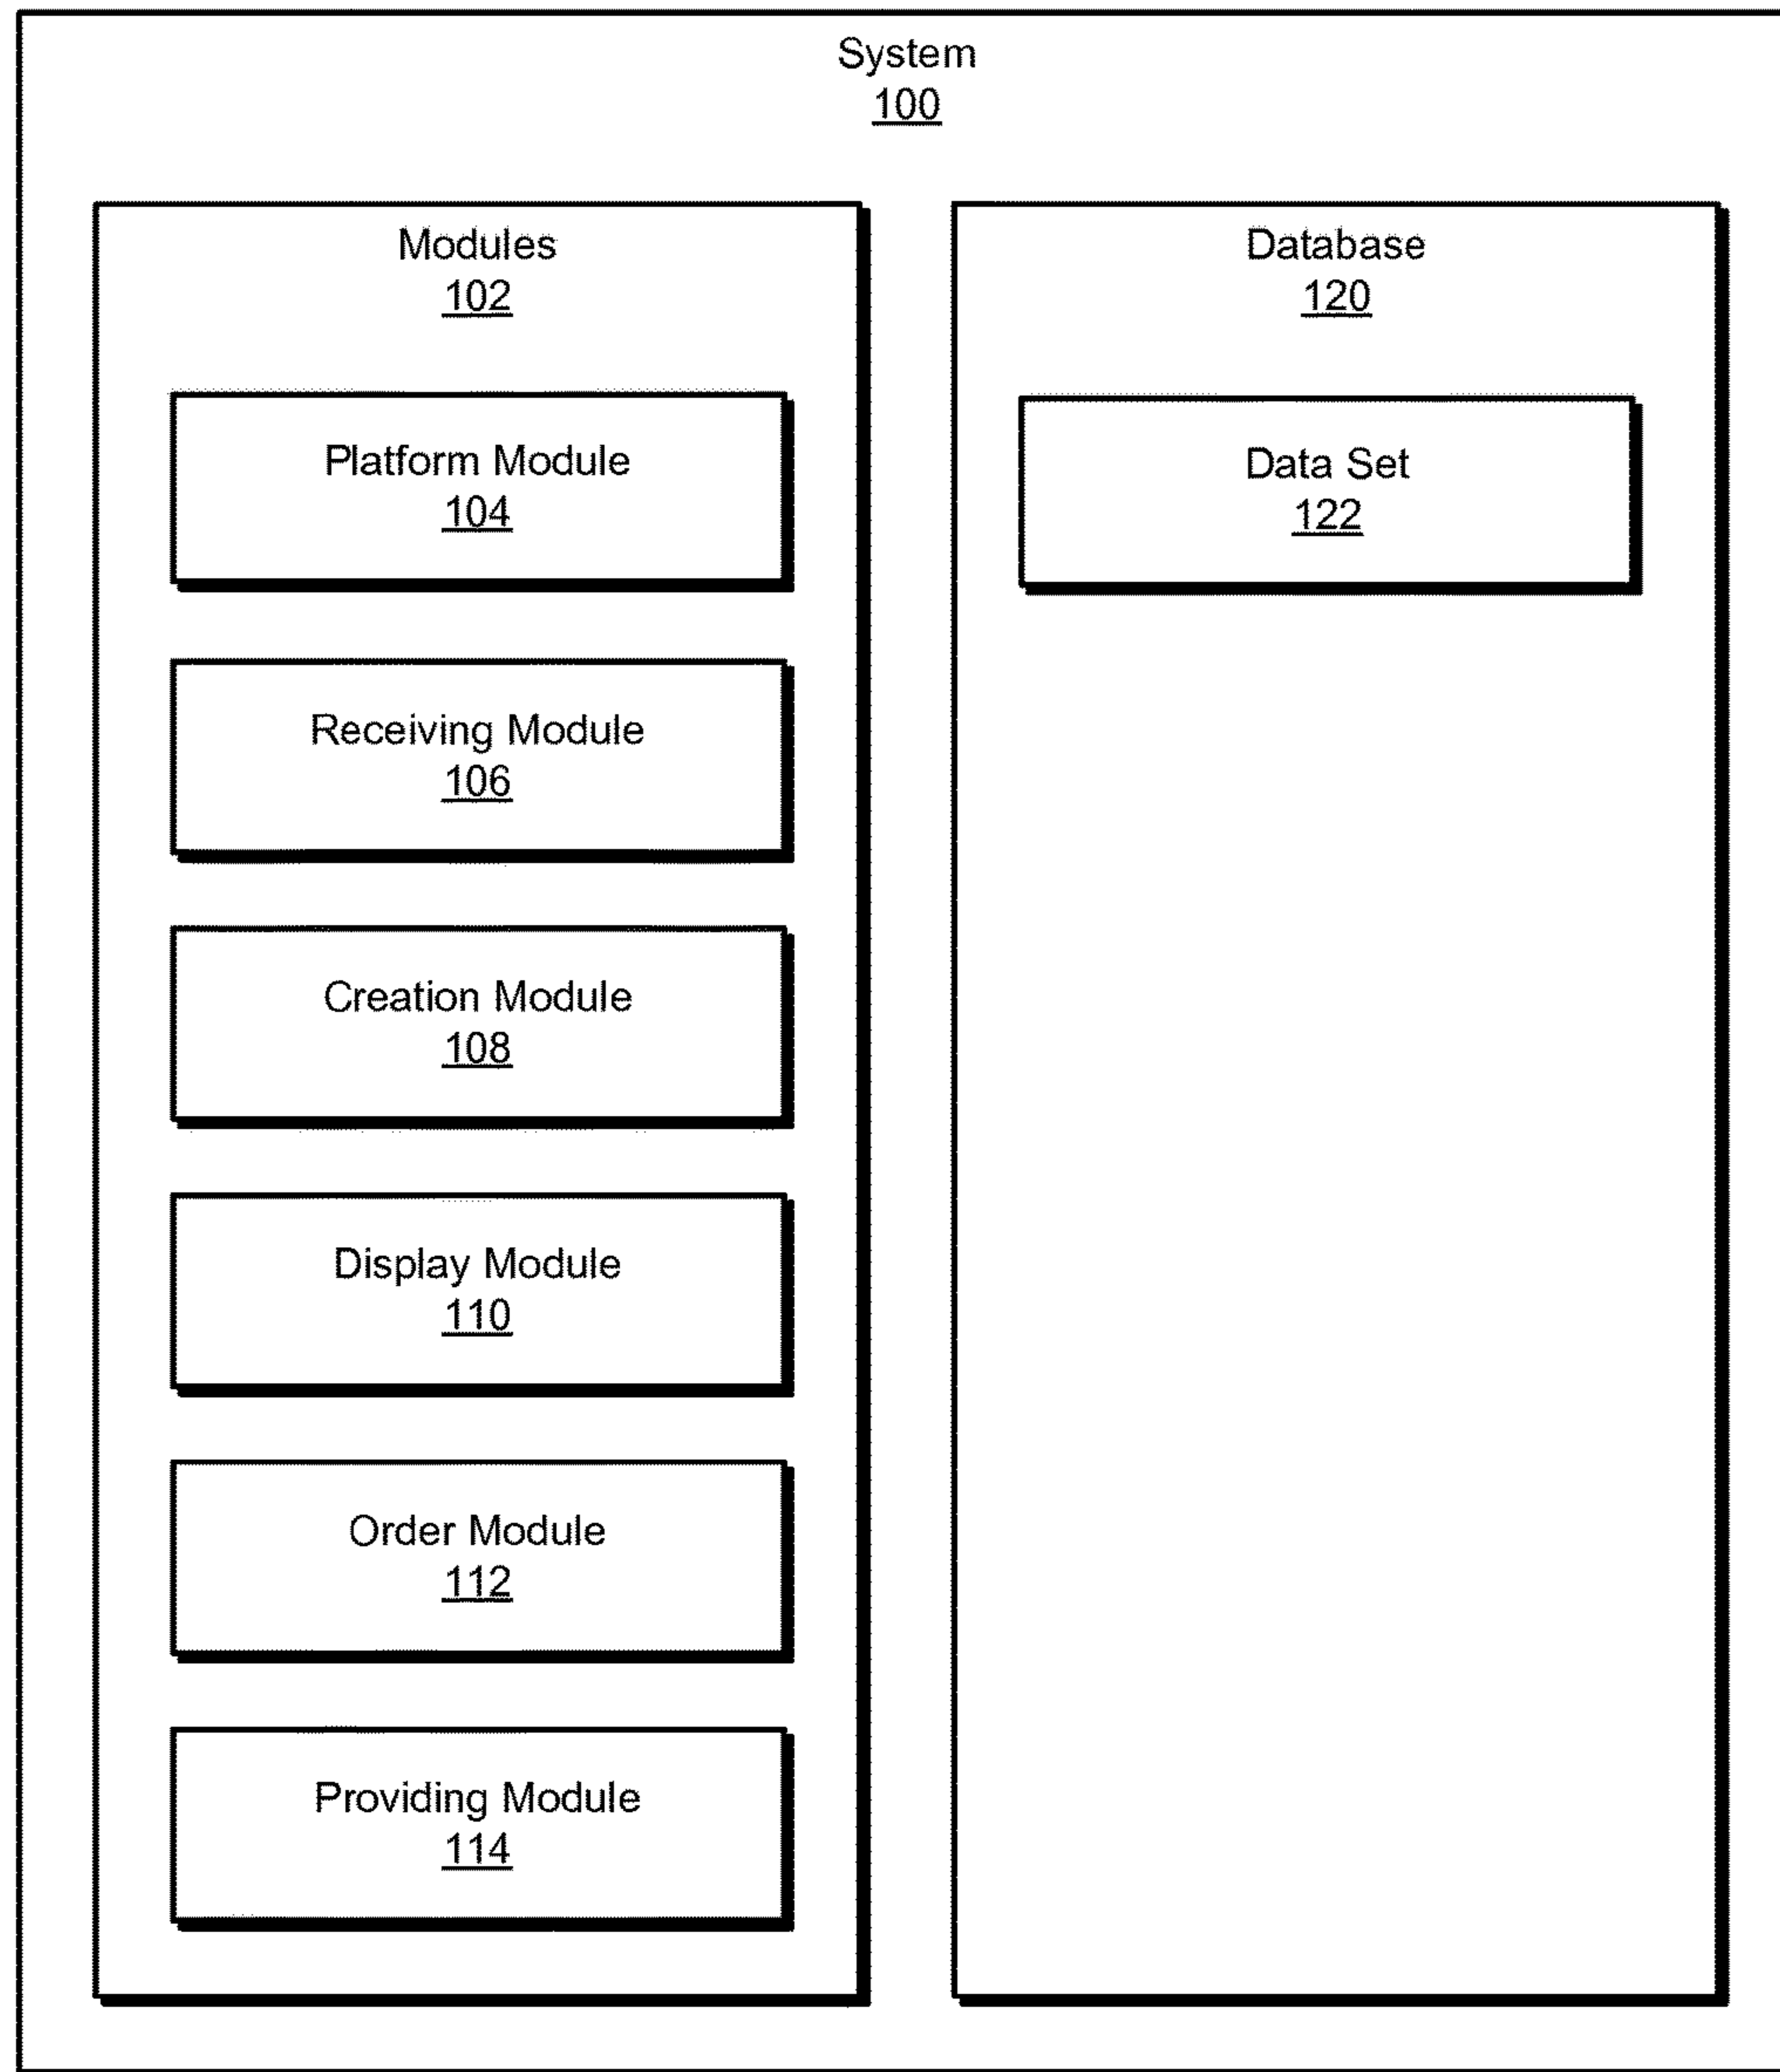 System
100
Modules
102
Platform Module
104
Receiving Module
106
Creation Module
108
Display Module
110
Order Module
112
Providing Module
114
Database
120
Data Set
122